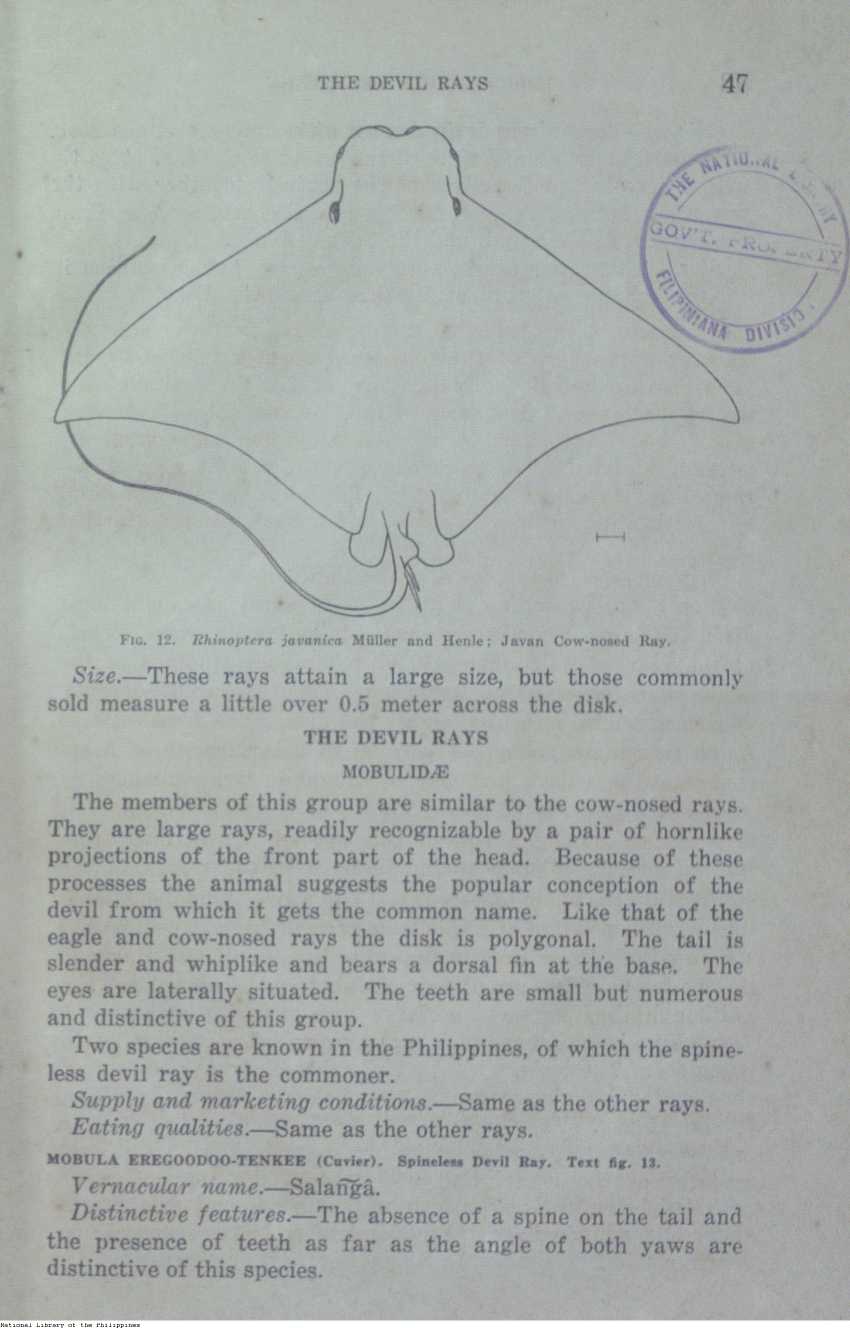 THE DEVIL RAYS 47
THE NATIONAL
GOV'T. PROPERTY
FILIPINIANA DIVISIO
FIG. 12. Rhinoptera javanica Müller and Henle; Javan Cow-nosed Ray.
Size.—These rays attain a large size, but those commonly
sold measure a little over 0.5 meter across the disk.
THE DEVIL RAYS
MOBULIDÆ
The members of this group are similar to the cow-nosed rays.
They are large rays, readily recognizable by a pair of hornlike
projections of the front part of the head. Because of these
processes the animal suggests the popular conception of the
devil from which it gets the common name. Like that of the
eagle and cow-nosed rays the disk is polygonal. The tail is
slender and whiplike and bears a dorsal fin at the base. The
eyes are laterally situated. The teeth are small but numerous
and distinctive of this group.
Two species are known in the Philippines, of which the spine-
less devil ray is the commoner.
Supply and marketing conditions.—Same as the other rays.
Eating qualities.—Same as the other rays.
MOBULA EREGOODOO-TENKEE (Cuvier). Spineless Devil Ray. Text fig. 13.
Vernacular name.—Salan͠gâ.
Distinctive features.—The absence of a spine on the tail and
the presence of teeth as far as the angle of both yaws are
distinctive of this species.
National Library of the Philippines